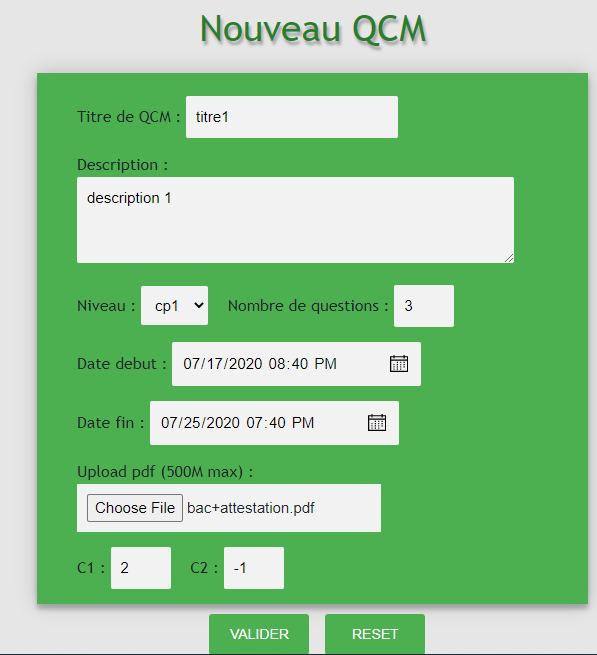 Nouveau QCM
Titre de QCM : titre1
Description :
description 1
Niveau : cp1 Nombre de questions : 3
Date debut : 07/17/2020 08:40 PM
Date fin : 07/25/2020 07:40 PM
Upload pdf (500M max) :
Choose File bac+attestation.pdf
C1 : 2 C2 : -1
VALIDER RESET